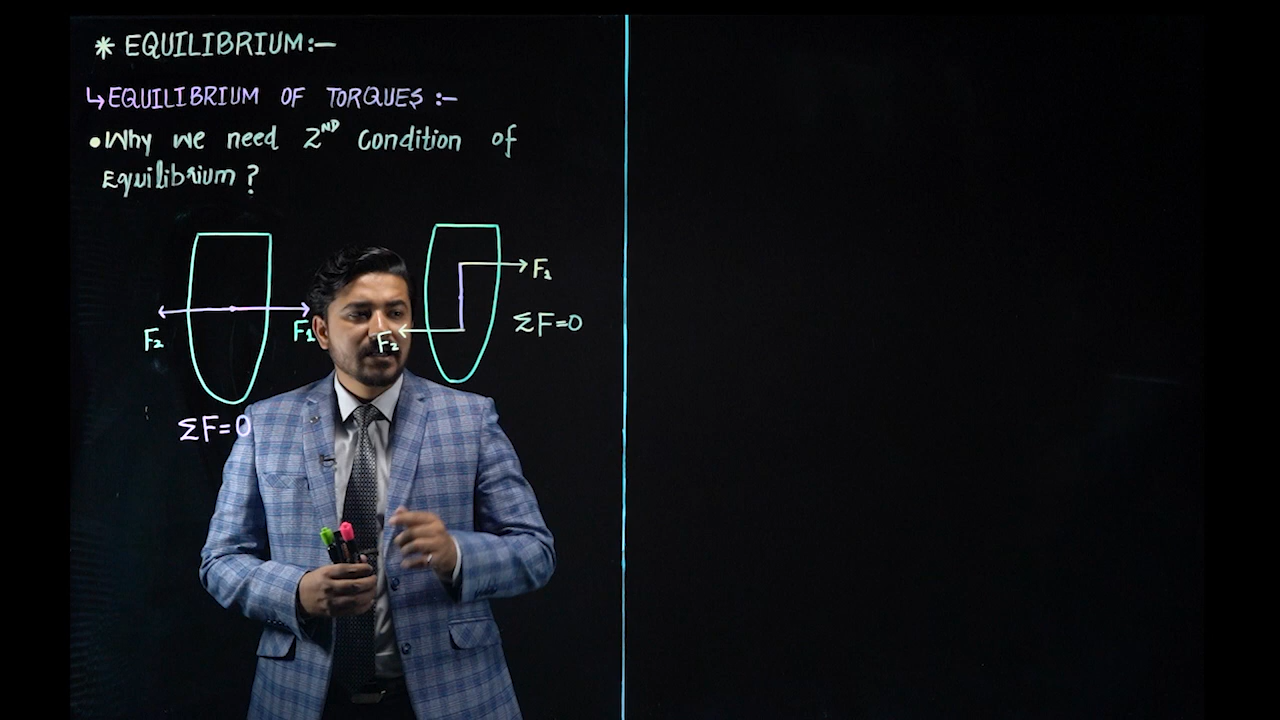 * EQUILIBRIUM:-
↳EQUILIBRIUM OF TORQUES :-
•Why we need 2ND Condition of
Equilibrium?
F2
F1
ΣF=0
F1
F2
ΣF=0